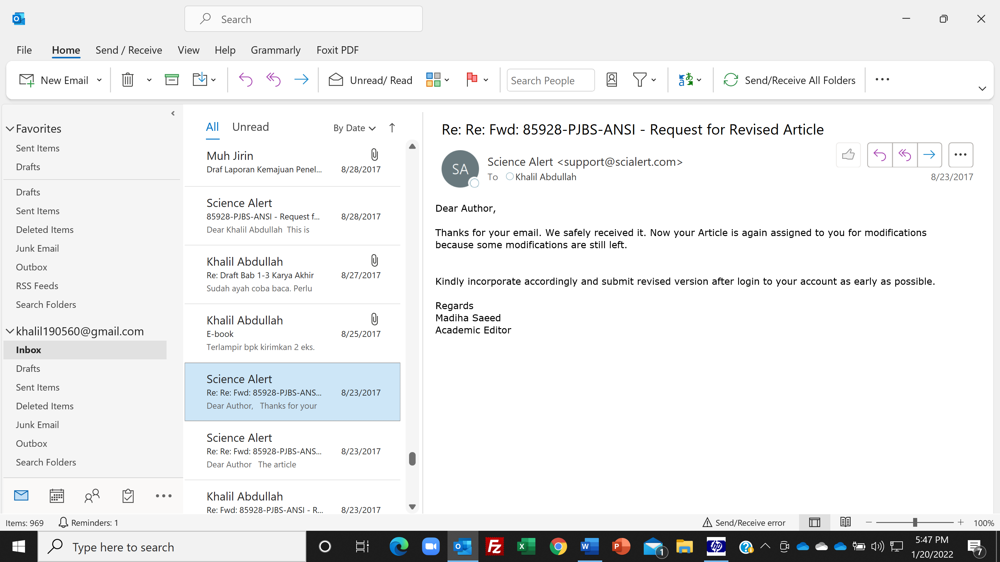 Search
File Home Send / Receive View Help Grammarly Foxit PDF
New Email Unread/ Read Search People Send/Receive All Folders
Favorites
Sent Items
Drafts
Drafts
Sent Items
Deleted Items
Junk Email
Outbox
RSS Feeds
Search Folders
khalil190560@gmail.com
Inbox
Drafts
Sent Items
Deleted Items
Junk Email
Outbox
Search Folders
All Unread By Date
Muh Jirin
Draf Laporan Kemajuan Penel... 8/28/2017
Science Alert
85928-PJBS-ANSI - Request f... 8/28/2017
Dear Khalil Abdullah This is
Khalil Abdullah
Re: Draft Bab 1-3 Karya Akhir 8/27/2017
Sudah ayah coba baca. Perlu
Khalil Abdullah
E-book 8/25/2017
Terlampir bpk kirimkan 2 eks.
Science Alert
Re: Re: Fwd: 85928-PJBS-ANS... 8/23/2017
Dear Author, Thanks for your
Science Alert
Re: Re: Fwd: 85928-PJBS-ANS... 8/23/2017
Dear Author The article
Khalil Abdullah
Re: Fwd: 85928-PJBS-ANSI - R... 8/23/2017
Re: Re: Fwd: 85928-PJBS-ANSI - Request for Revised Article
SA
Science Alert <support@scialert.com>
To Khalil Abdullah 8/23/2017
Dear Author,
Thanks for your email. We safely received it. Now your Article is again assigned to you for modifications
because some modifications are still left.
Kindly incorporate accordingly and submit revised version after login to your account as early as possible.
Regards
Madiha Saeed
Academic Editor
Items: 969 Reminders: 1 Send/Receive error 100%
Type here to search
1
5:47 PM
1/20/2022
7